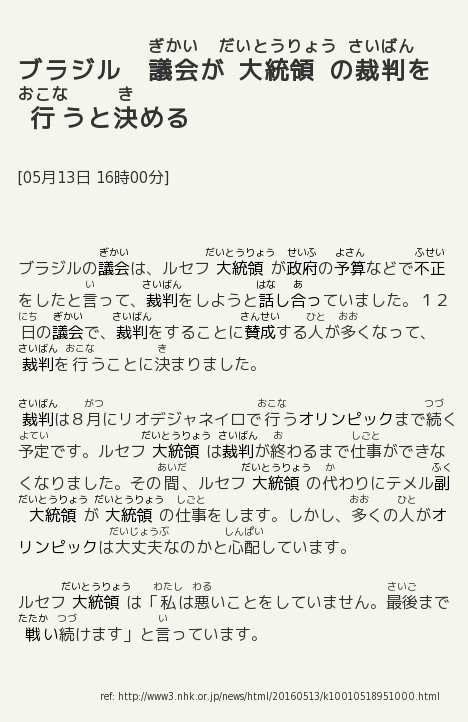 ブラジル 議会が 大統領 の裁判を
行 うと決める
[05月13日 16時00分]
ブラジルの議会は、ルセフ 大統領 が政府の予算などで不正
をしたと言って、裁判をしようと話し合っていました。１２
日の議会で、裁判をすることに賛成する人が多くなって、
裁判を 行 うことに決まりました。
裁判は８月にリオデジャネイロで 行 うオリンピックまで続く
予定です。ルセフ 大統領 は裁判が終わるまで仕事ができな
くなりました。その 間 、ルセフ 大統領 の代わりにテメル副
大統領 が 大統領 の仕事をします。しかし、多くの人がオ
リンピックは大丈夫なのかと心配しています。
ルセフ 大統領 は「 私 は悪いことをしていません。最後まで
戦い続けます」と言っています。
ref: http://www3.nhk.or.jp/news/html/20160513/k10010518951000.html